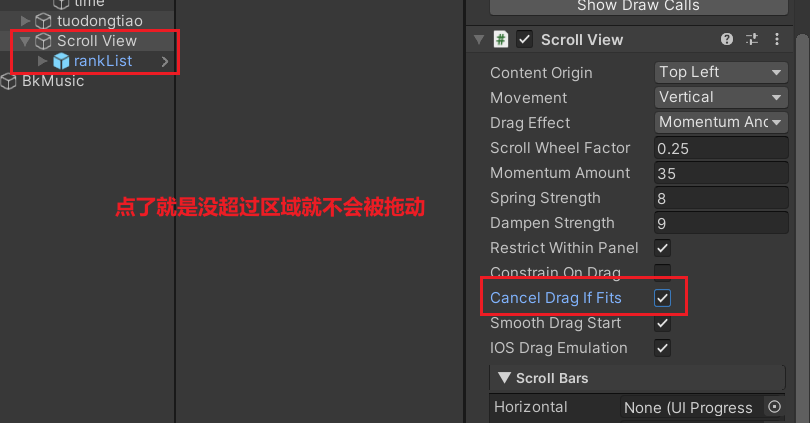 time
tuodongtiao
Scroll View
rankList
BkMusic
点了就是没超过区域就不会被拖动
Show Draw Calls
Scroll View
Content Origin Top Left
Movement Vertical
Drag Effect Momentum And
Scroll Wheel Factor 0.25
Momentum Amount 35
Spring Strength 8
Dampen Strength 9
Restrict Within Panel
Constrain On Drag
Cancel Drag If Fits
Smooth Drag Start
IOS Drag Emulation
Scroll Bars
Horizontal None (UI Progress